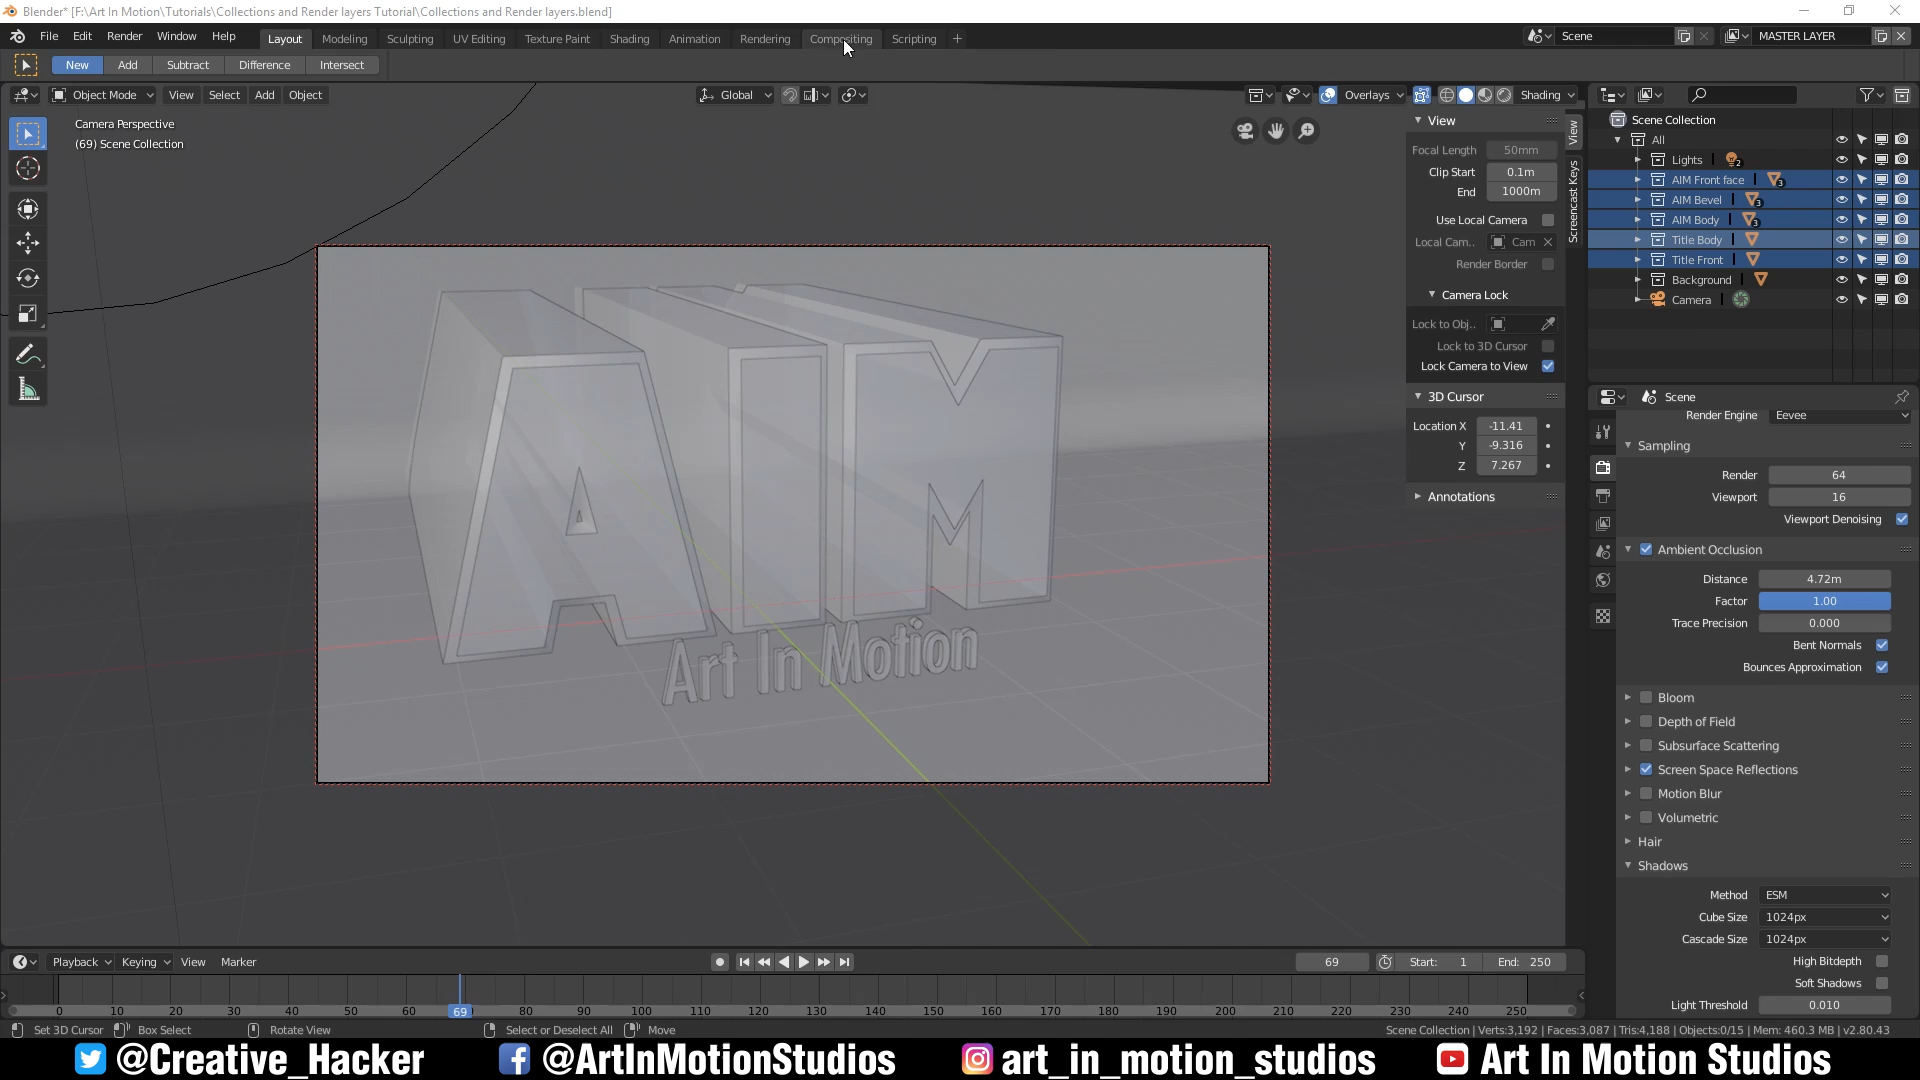 Blender* [F:\Art In Motion\Tutorials\Collections and Render layers Tutorial\Collections and Render layers.blend]
File Edit Render Window Help Layout Modeling Sculpting UV Editing Texture Paint Shading Animation Rendering Compositing Scripting + Scene MASTER LAYER
New Add Subtract Difference Intersect
Object Mode View Select Add Object Global Overlays Shading
Camera Perspective
(69) Scene Collection
AIM
Art In Motion
View
Focal Length 50mm
Clip Start 0.1m
End 1000m
Use Local Camera
Local Cam.. Cam
Render Border
Camera Lock
Lock to Obj..
Lock to 3D Cursor
Lock Camera to View
3D Cursor
Location X -11.41
Y -9.316
Z 7.267
Annotations
View
Screencast Keys
Scene Collection
All
Lights 2
AIM Front face 3
AIM Bevel 3
AIM Body 3
Title Body
Title Front
Background
Camera
Scene
Render Engine Eevee
Sampling
Render 64
Viewport 16
Viewport Denoising
Ambient Occlusion
Distance 4.72m
Factor 1.00
Trace Precision 0.000
Bent Normals
Bounces Approximation
Bloom
Depth of Field
Subsurface Scattering
Screen Space Reflections
Motion Blur
Volumetric
Hair
Shadows
Method ESM
Cube Size 1024px
Cascade Size 1024px
High Bitdepth
Soft Shadows
Light Threshold 0.010
Playback Keying View Marker 69 Start: 1 End: 250
0 10 20 30 40 50 60 69 80 90 100 110 120 130 140 150 160 170 180 190 200 210 220 230 240 250
Set 3D Cursor Box Select Rotate View Select or Deselect All Move Scene Collection | Verts:3,192 | Faces:3,087 | Tris:4,188 | Objects:0/15 | Mem: 460.3 MB | v2.80.43
@Creative_Hacker @ArtInMotionStudios art_in_motion_studios Art In Motion Studios